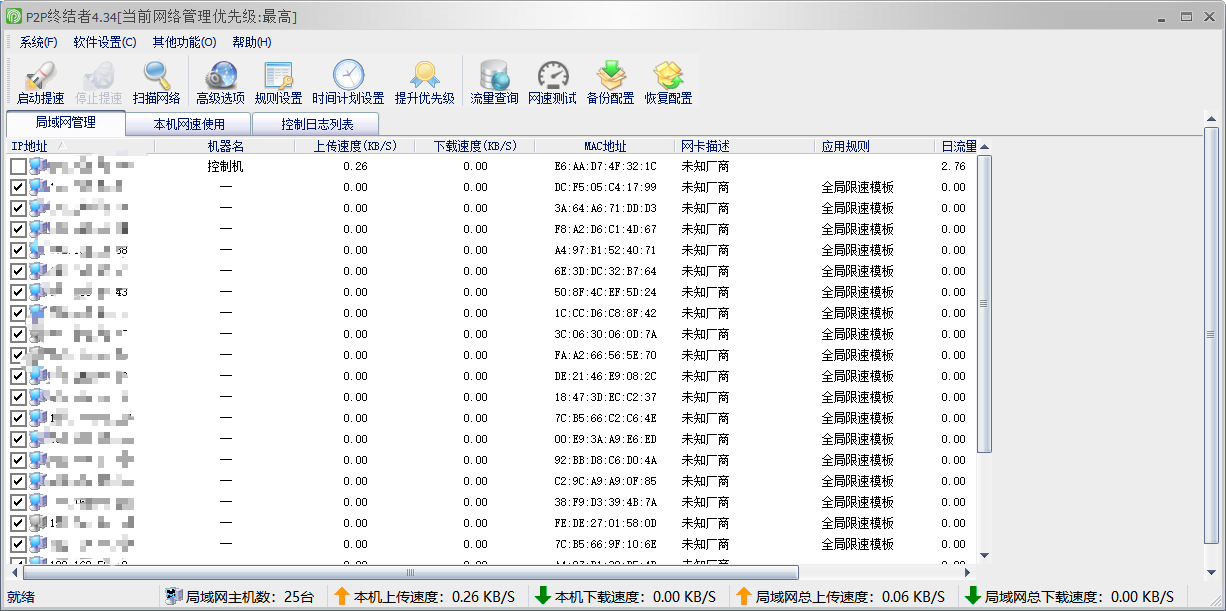 P2P终结者4.34[当前网络管理优先级:最高]
系统(F) 软件设置(C) 其他功能(O) 帮助(H)
启动提速 停止提速 扫描网络 高级选项 规则设置 时间计划设置 提升优先级 流量查询 网速测试 备份配置 恢复配置
局域网管理 本机网速使用 控制日志列表
IP地址 机器名 上传速度(KB/S) 下载速度(KB/S) MAC地址 网卡描述 应用规则 日流量
控制机 0.26 0.00 E6:AA:D7:4F:32:1C 未知厂商 2.76
— 0.00 0.00 DC:F5:05:C4:17:99 未知厂商 全局限速模板 0.00
— 0.00 0.00 3A:64:A6:71:DD:D3 未知厂商 全局限速模板 0.00
— 0.00 0.00 F8:A2:D6:C1:4D:67 未知厂商 全局限速模板 0.00
— 0.00 0.00 A4:97:B1:52:40:71 未知厂商 全局限速模板 0.00
— 0.00 0.00 6E:3D:DC:32:B7:64 未知厂商 全局限速模板 0.00
43 — 0.00 0.00 50:8F:4C:EF:5D:24 未知厂商 全局限速模板 0.00
— 0.00 0.00 1C:CC:D6:C8:8F:42 未知厂商 全局限速模板 0.00
— 0.00 0.00 3C:06:30:06:0D:7A 未知厂商 全局限速模板 0.00
— 0.00 0.00 FA:A2:66:56:5E:70 未知厂商 全局限速模板 0.00
— 0.00 0.00 DE:21:46:E9:08:2C 未知厂商 全局限速模板 0.00
— 0.00 0.00 18:47:3D:EC:C2:37 未知厂商 全局限速模板 0.00
— 0.00 0.00 7C:B5:66:C2:C6:4E 未知厂商 全局限速模板 0.00
— 0.00 0.00 00:E9:3A:A9:E6:ED 未知厂商 全局限速模板 0.00
— 0.00 0.00 92:BB:D8:C6:D0:4A 未知厂商 全局限速模板 0.00
— 0.00 0.00 C2:9C:A9:A9:0F:85 未知厂商 全局限速模板 0.00
— 0.00 0.00 38:F9:D3:39:4B:7A 未知厂商 全局限速模板 0.00
— 0.00 0.00 FE:DE:27:01:58:0D 未知厂商 全局限速模板 0.00
— 0.00 0.00 7C:B5:66:9F:10:6E 未知厂商 全局限速模板 0.00
就绪 局域网主机数：25台 本机上传速度：0.26 KB/S 本机下载速度：0.00 KB/S 局域网总上传速度：0.06 KB/S 局域网总下载速度：0.00 KB/S